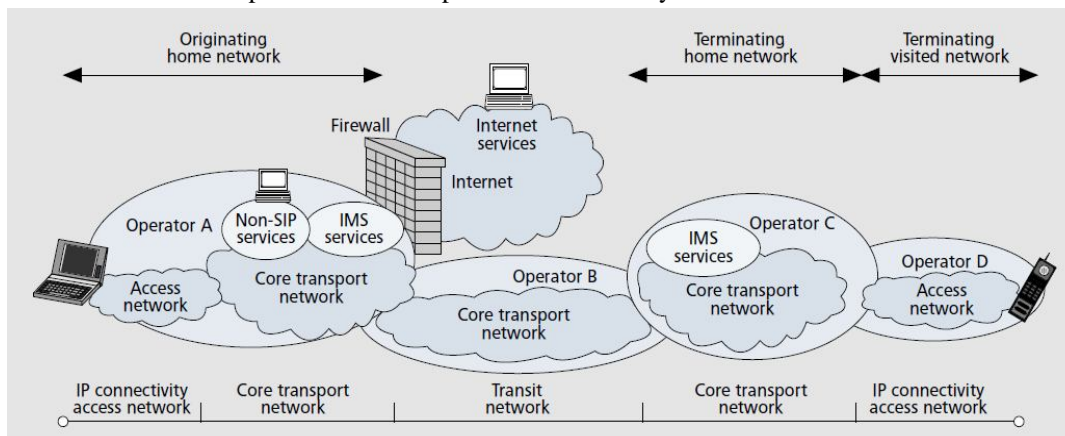 Originating
home network
Terminating
home network
Terminating
visited network
Firewall
Internet
services
Internet
Operator A
Non-SIP
services
IMS
services
Operator C
IMS
services
Operator B
Operator D
Access
network
Core transport
network
Core transport
network
Core transport
network
Access
network
IP connectivity
access network
Core transport
network
Transit
network
Core transport
network
IP connectivity
access network